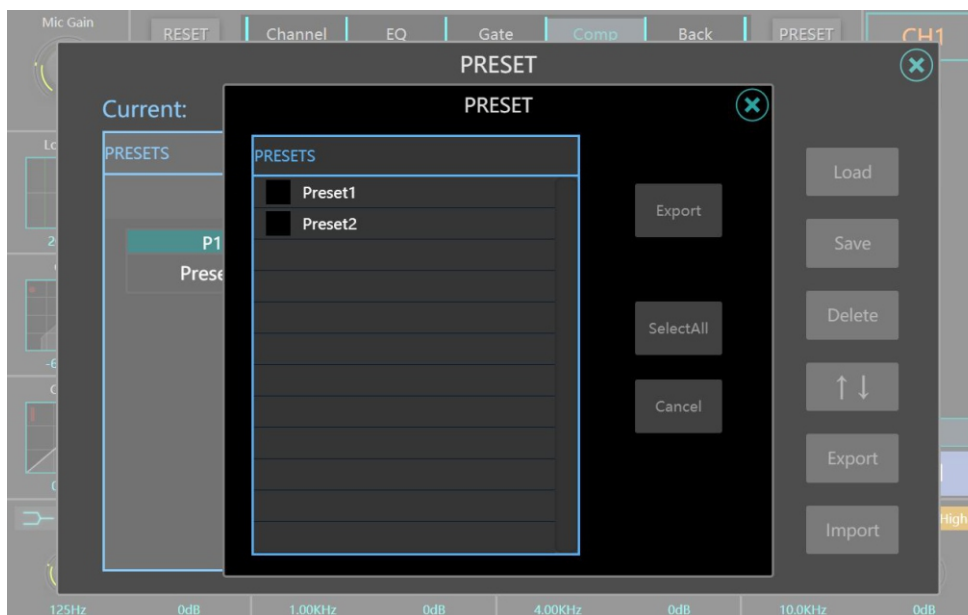 Mic Gain
RESET
Channel
EQ
Gate
Comp
Back
PRESET
CH1
PRESET
Current:
PRESETS
P1
PRESET
PRESETS
Preset1
Preset2
Export
SelectAll
Cancel
Load
Save
Delete
↑↓
Export
Import
High
125Hz
0dB
1.00KHz
0dB
4.00KHz
0dB
10.0KHz
0dB